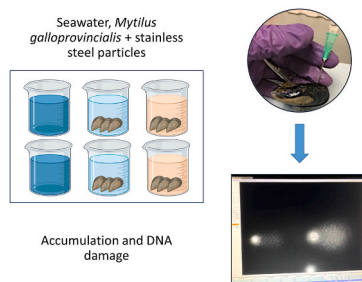 Seawater, Mytilus
galloprovincialis + stainless
steel particles
Accumulation and DNA
damage